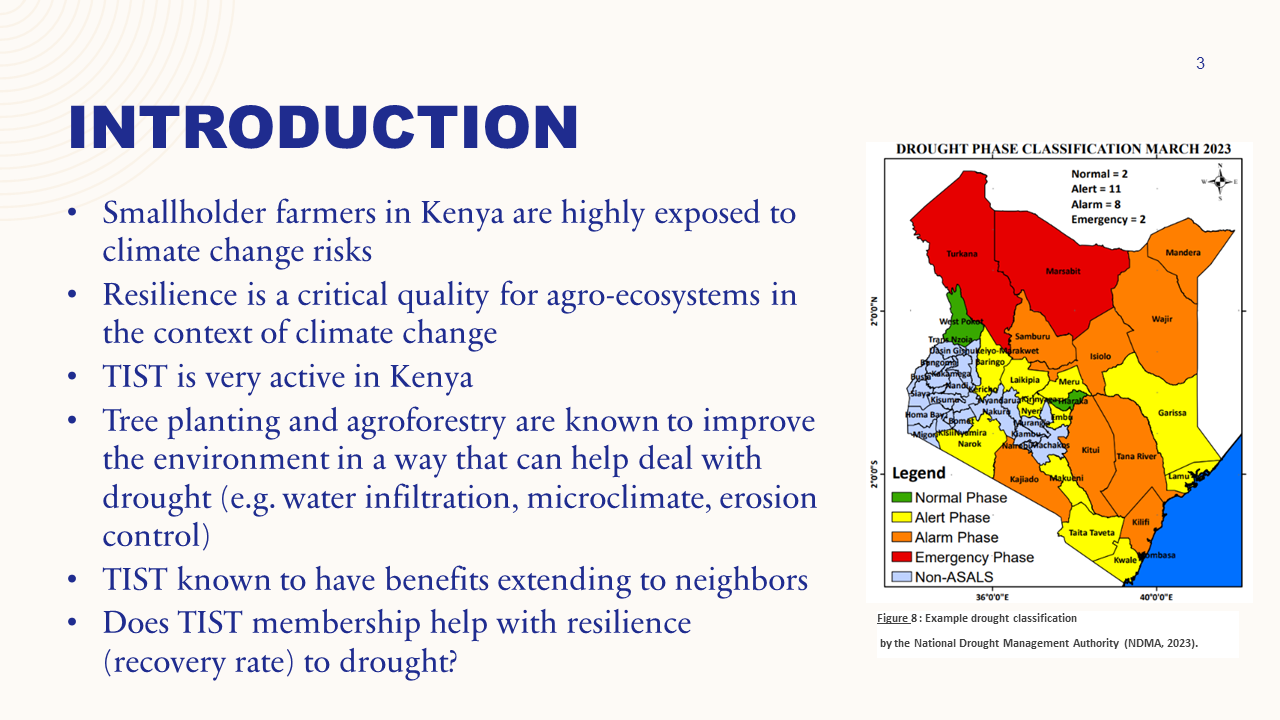 3
INTRODUCTION
• Smallholder farmers in Kenya are highly exposed to
climate change risks
• Resilience is a critical quality for agro-ecosystems in
the context of climate change
• TIST is very active in Kenya
• Tree planting and agroforestry are known to improve
the environment in a way that can help deal with
drought (e.g. water infiltration, microclimate, erosion
control)
• TIST known to have benefits extending to neighbors
• Does TIST membership help with resilience
(recovery rate) to drought?
DROUGHT PHASE CLASSIFICATION MARCH 2023
Normal = 2
Alert = 11
Alarm = 8
Emergency = 2
N
W E
S
Turkana
Mandera
Marsabit
2°0'0"N
Wajir
West Pokot
Samburu
Trans Nzoia
Isiolo
Baringo
Laikipia
Meru
Kakamega
Nandi
Kericho
Siaya
Kisumu
Nyandarua
Tharaka
Nyeri
Garissa
Homa Bay
Nakuru
Embu
Bomet
Migori
Kisii
Nyamira
Kiambu
Narok
Nairobi
Machakos
Kitui
Tana River
2°0'0"S
Kajiado
Makueni
Lamu
Kilifi
Taita Taveta
Kwale
Mombasa
Legend
Normal Phase
Alert Phase
Alarm Phase
Emergency Phase
Non-ASALS
36°0'0"E
40°0'0"E
Figure 8 : Example drought classification
by the National Drought Management Authority (NDMA, 2023).